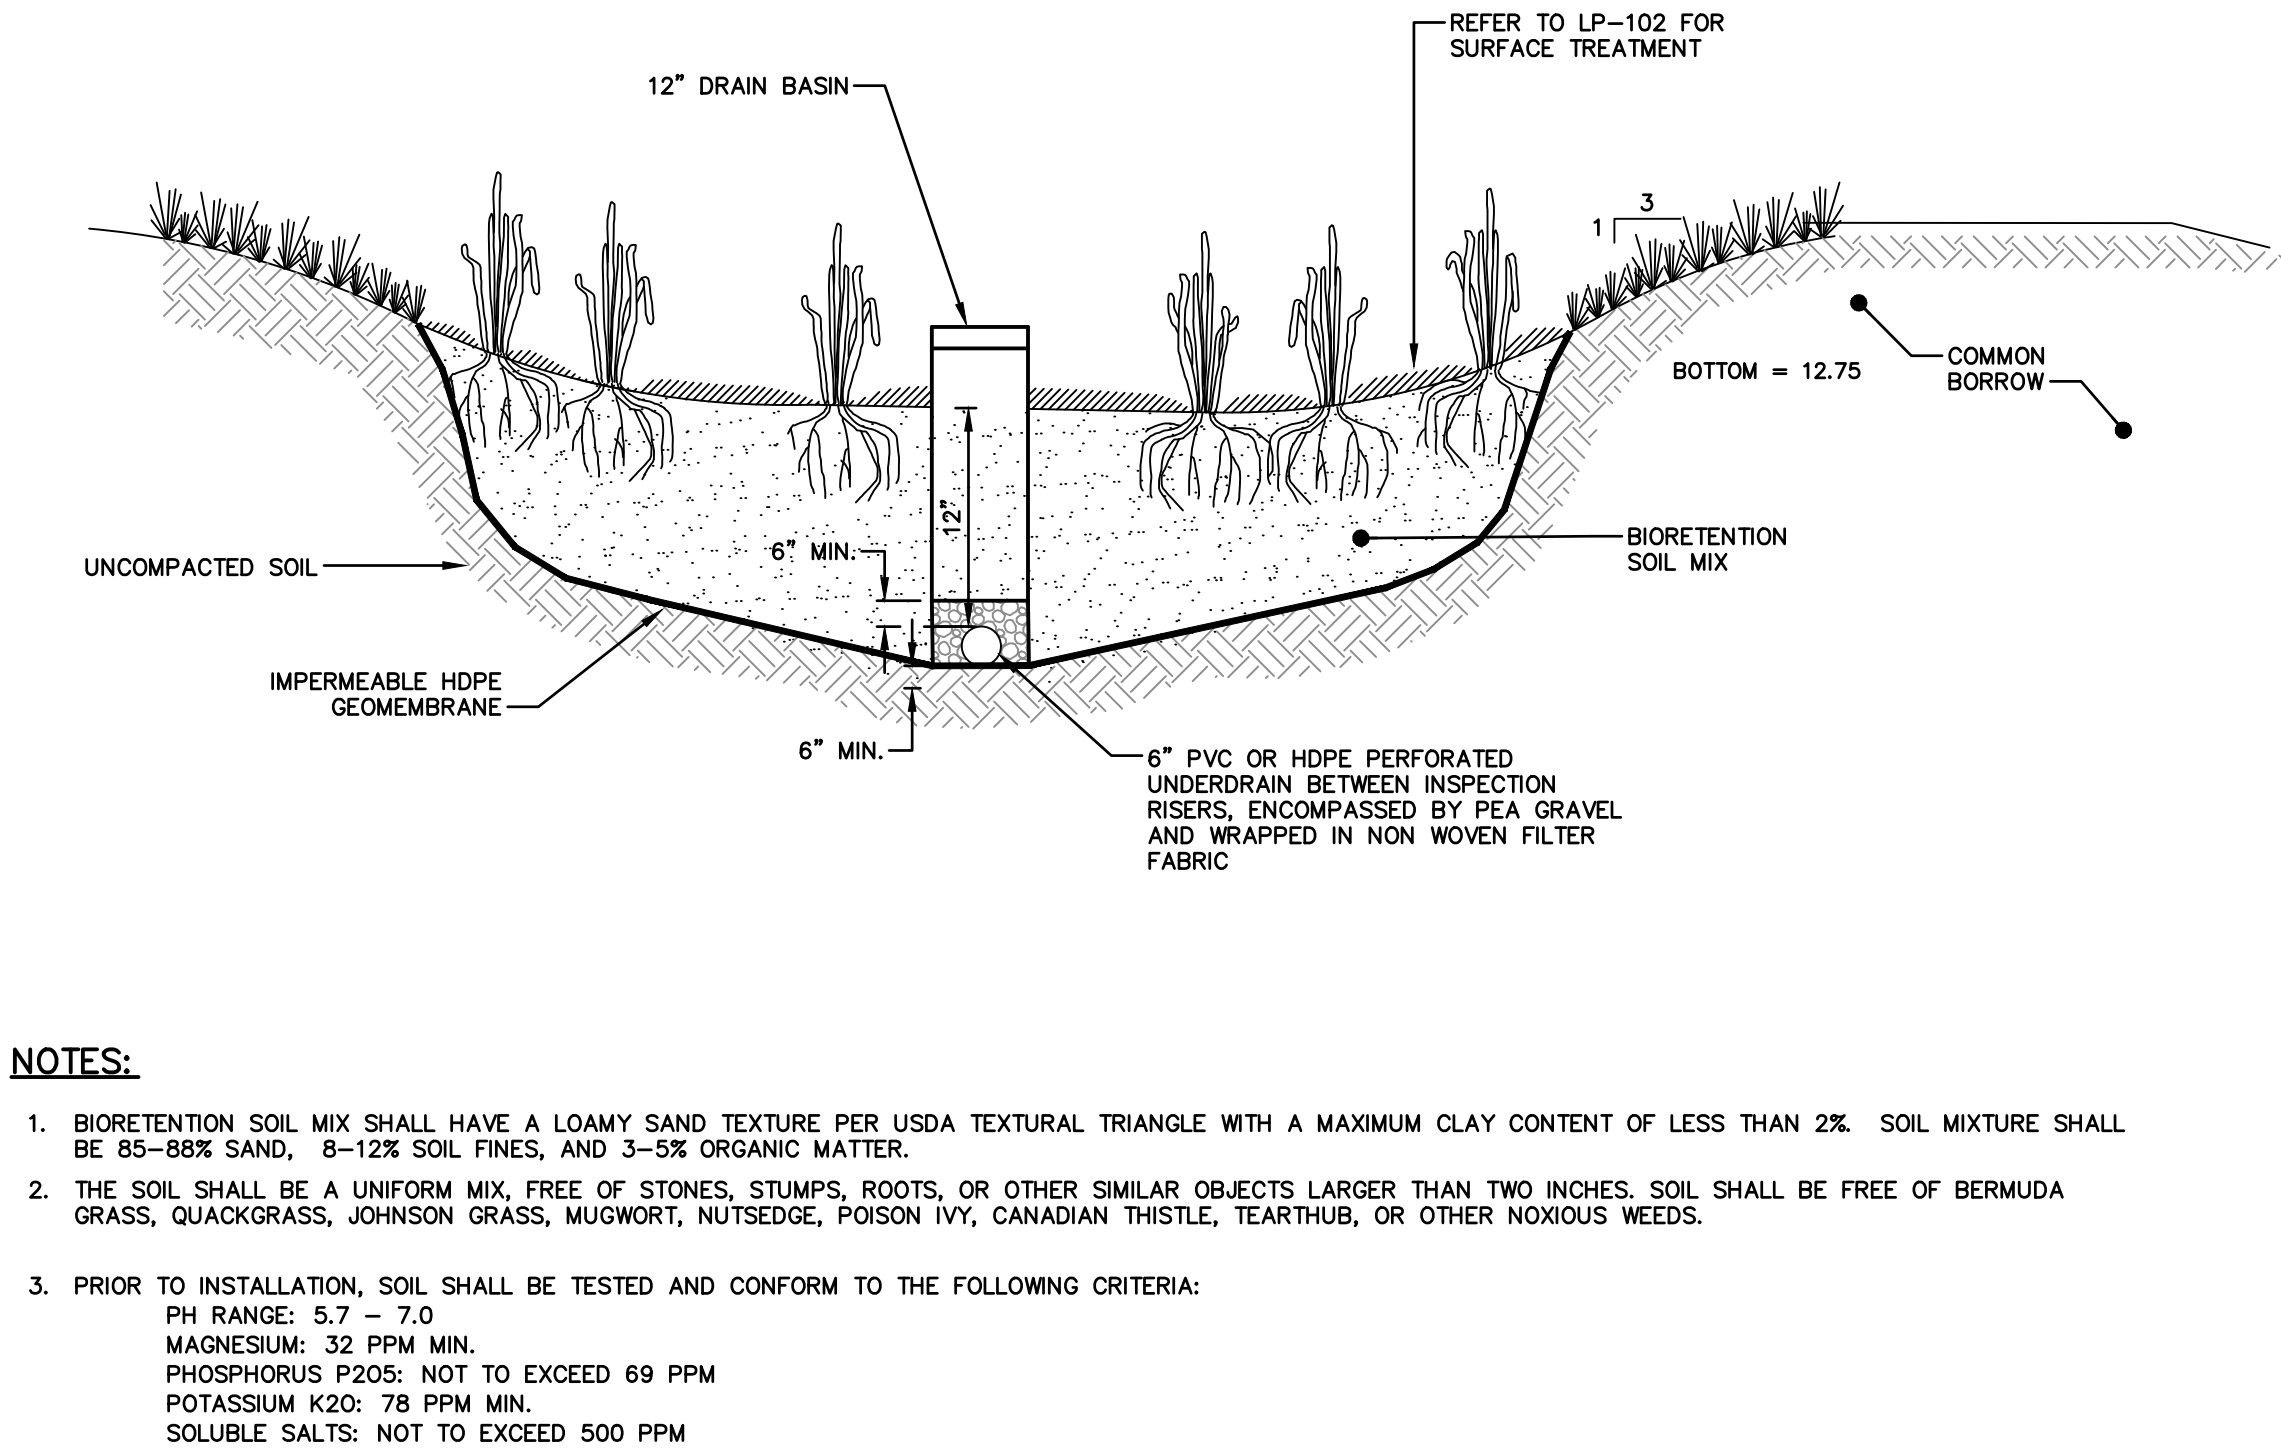 REFER TO LP-102 FOR
SURFACE TREATMENT
12" DRAIN BASIN
3
1
COMMON
BORROW
BOTTOM = 12.75
12"
6" MIN.
BIORETENTION
SOIL MIX
UNCOMPACTED SOIL
IMPERMEABLE HDPE
GEOMEMBRANE
6" MIN.
6" PVC OR HDPE PERFORATED
UNDERDRAIN BETWEEN INSPECTION
RISERS, ENCOMPASSED BY PEA GRAVEL
AND WRAPPED IN NON WOVEN FILTER
FABRIC
NOTES:
1. BIORETENTION SOIL MIX SHALL HAVE A LOAMY SAND TEXTURE PER USDA TEXTURAL TRIANGLE WITH A MAXIMUM CLAY CONTENT OF LESS THAN 2%. SOIL MIXTURE SHALL
BE 85-88% SAND, 8-12% SOIL FINES, AND 3-5% ORGANIC MATTER.
2. THE SOIL SHALL BE A UNIFORM MIX, FREE OF STONES, STUMPS, ROOTS, OR OTHER SIMILAR OBJECTS LARGER THAN TWO INCHES. SOIL SHALL BE FREE OF BERMUDA
GRASS, QUACKGRASS, JOHNSON GRASS, MUGWORT, NUTSEDGE, POISON IVY, CANADIAN THISTLE, TEARTHUB, OR OTHER NOXIOUS WEEDS.
3. PRIOR TO INSTALLATION, SOIL SHALL BE TESTED AND CONFORM TO THE FOLLOWING CRITERIA:
PH RANGE: 5.7 - 7.0
MAGNESIUM: 32 PPM MIN.
PHOSPHORUS P2O5: NOT TO EXCEED 69 PPM
POTASSIUM K2O: 78 PPM MIN.
SOLUBLE SALTS: NOT TO EXCEED 500 PPM